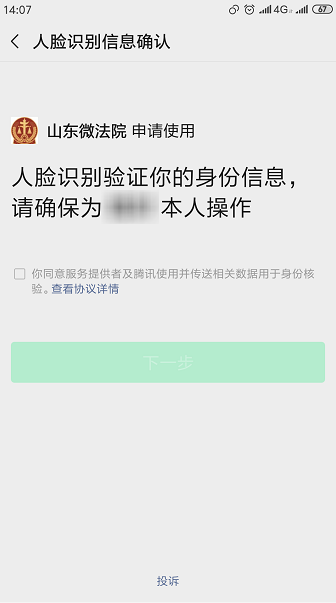 14:07
4G
67
人脸识别信息确认
山东微法院 申请使用
人脸识别验证你的身份信息，
请确保为 本人操作
你同意服务提供者及腾讯使用并传送相关数据用于身份核
验。查看协议详情
下一步
投诉